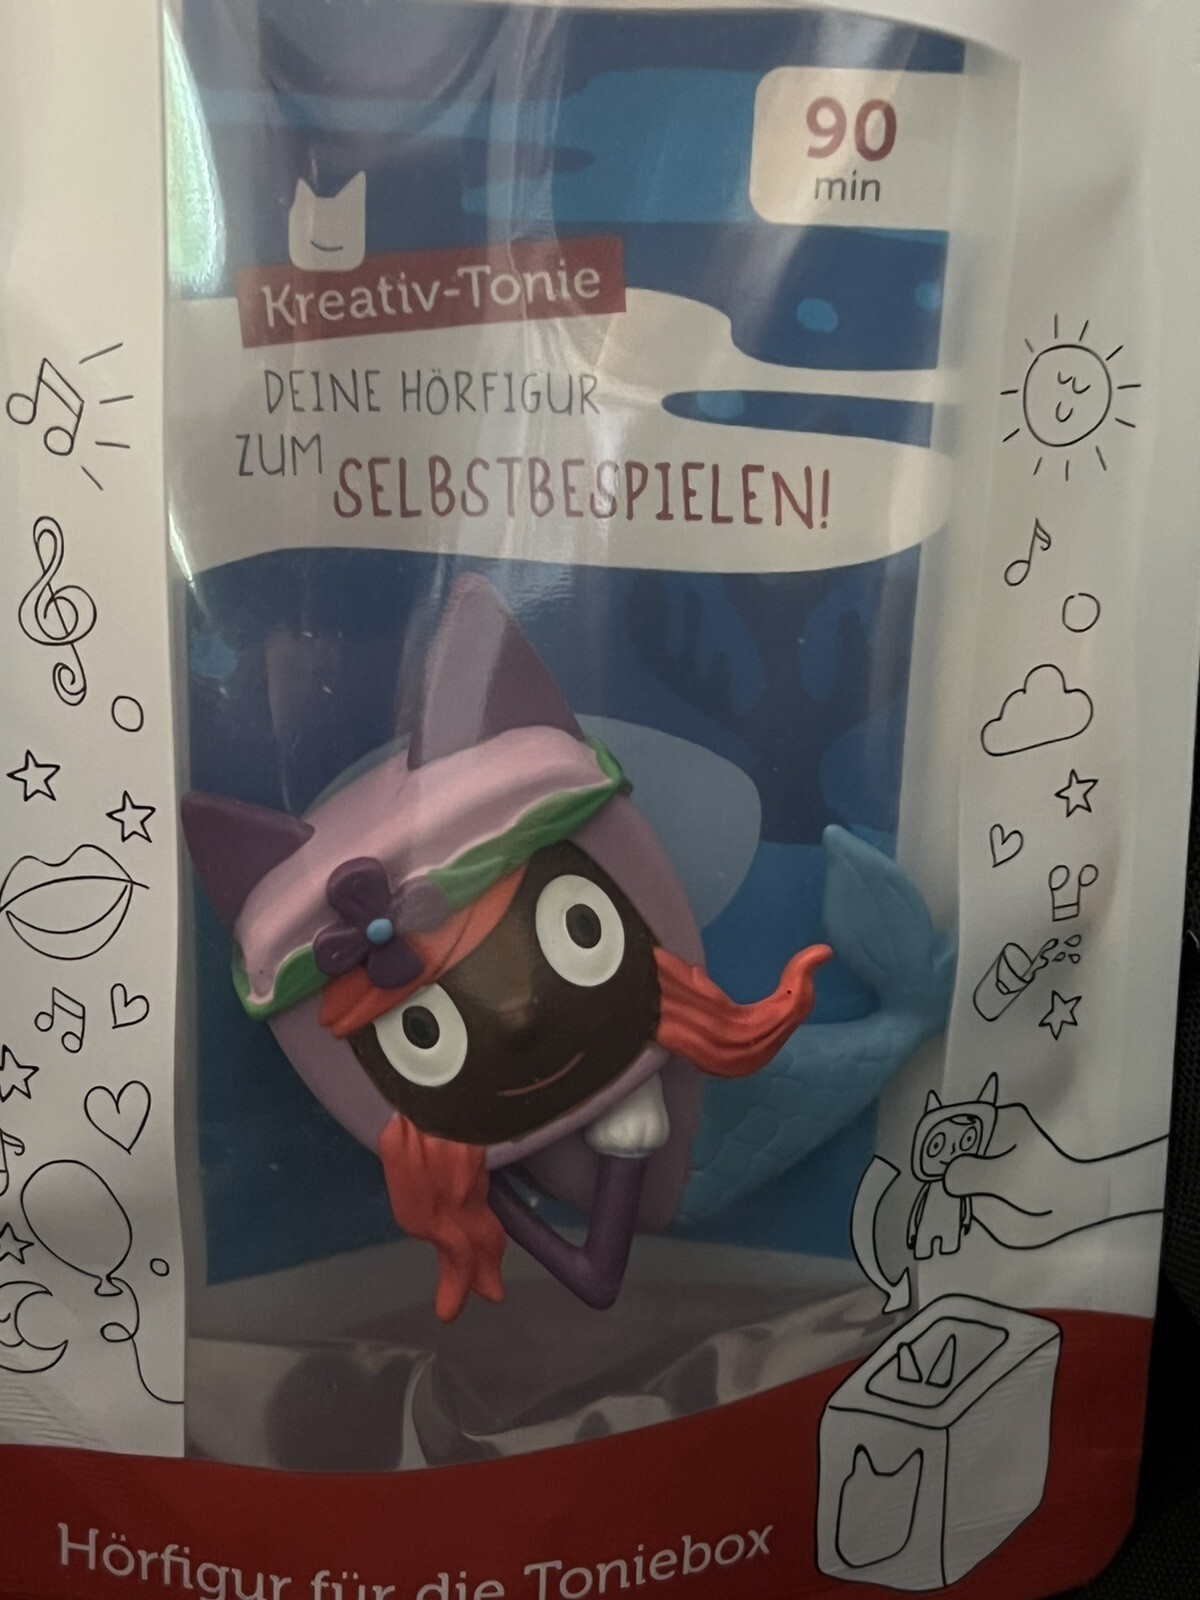 90
min
Kreativ-Tonie
DEINE HÖRFIGUR
ZUM SELBSTBESPIELEN!
Hörfigur für die Toniebox